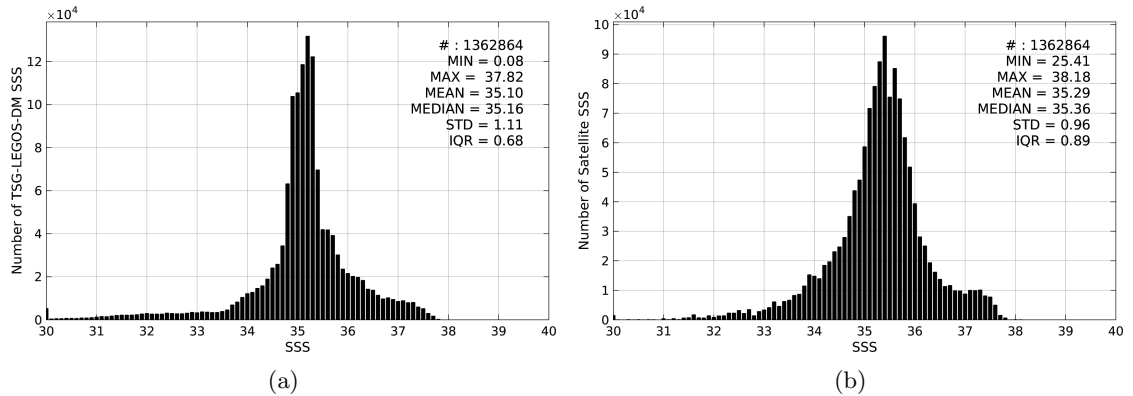 ×10⁴
Number of TSG-LEGOS-DM SSS
12
10
8
6
4
2
0
# : 1362864
MIN = 0.08
MAX = 37.82
MEAN = 35.10
MEDIAN = 35.16
STD = 1.11
IQR = 0.68
30 31 32 33 34 35 36 37 38 39 40
SSS
(a)
×10⁴
Number of Satellite SSS
10
9
8
7
6
5
4
3
2
1
0
# : 1362864
MIN = 25.41
MAX = 38.18
MEAN = 35.29
MEDIAN = 35.36
STD = 0.96
IQR = 0.89
30 31 32 33 34 35 36 37 38 39 40
SSS
(b)